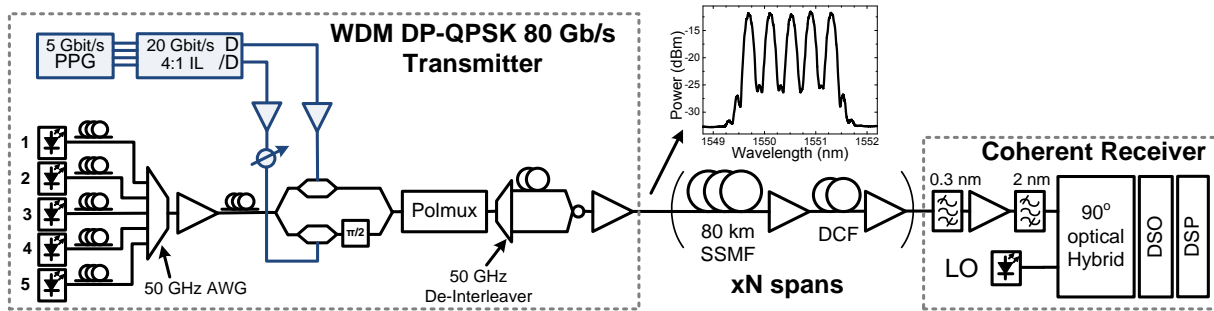 WDM DP-QPSK 80 Gb/s
Transmitter
5 Gbit/s
PPG
20 Gbit/s
4:1 IL
D
/D
1
2
3
4
5
50 GHz AWG
π/2
Polmux
50 GHz
De-Interleaver
Power (dBm)
-15
-20
-25
-30
1549
1550
1551
1552
Wavelength (nm)
80 km
SSMF
DCF
xN spans
Coherent Receiver
0.3 nm
2 nm
90o
optical
Hybrid
LO
DSO
DSP